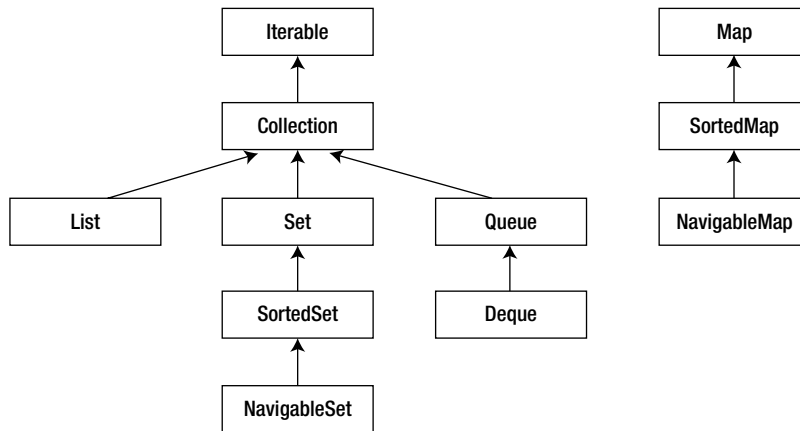 Iterable
Map
Collection
SortedMap
List
Set
Queue
NavigableMap
SortedSet
Deque
NavigableSet